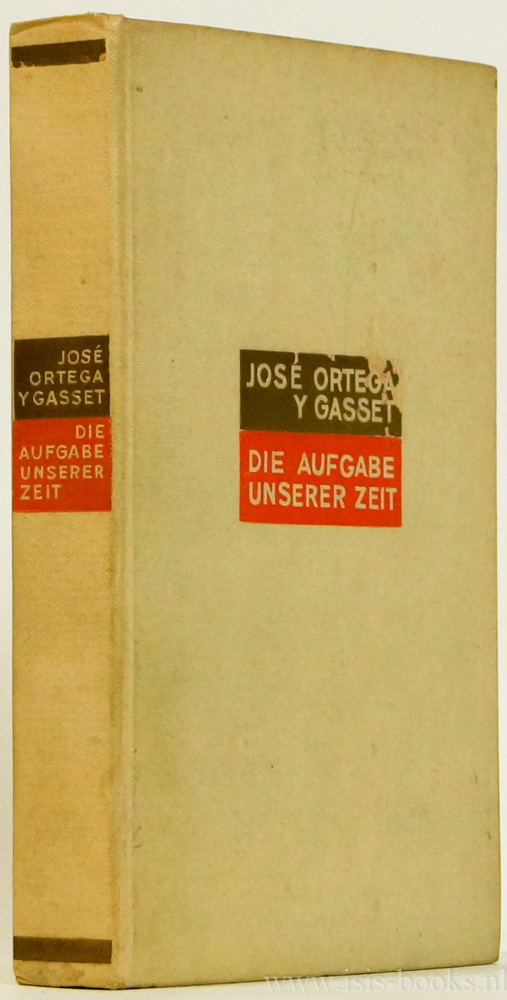 JOSÉ
ORTEGA
Y GASSET
DIE
AUFGABE
UNSERER
ZEIT
JOSÉ ORTEGA
Y GASSET
DIE AUFGABE
UNSERER ZEIT
www.isis-books.nl